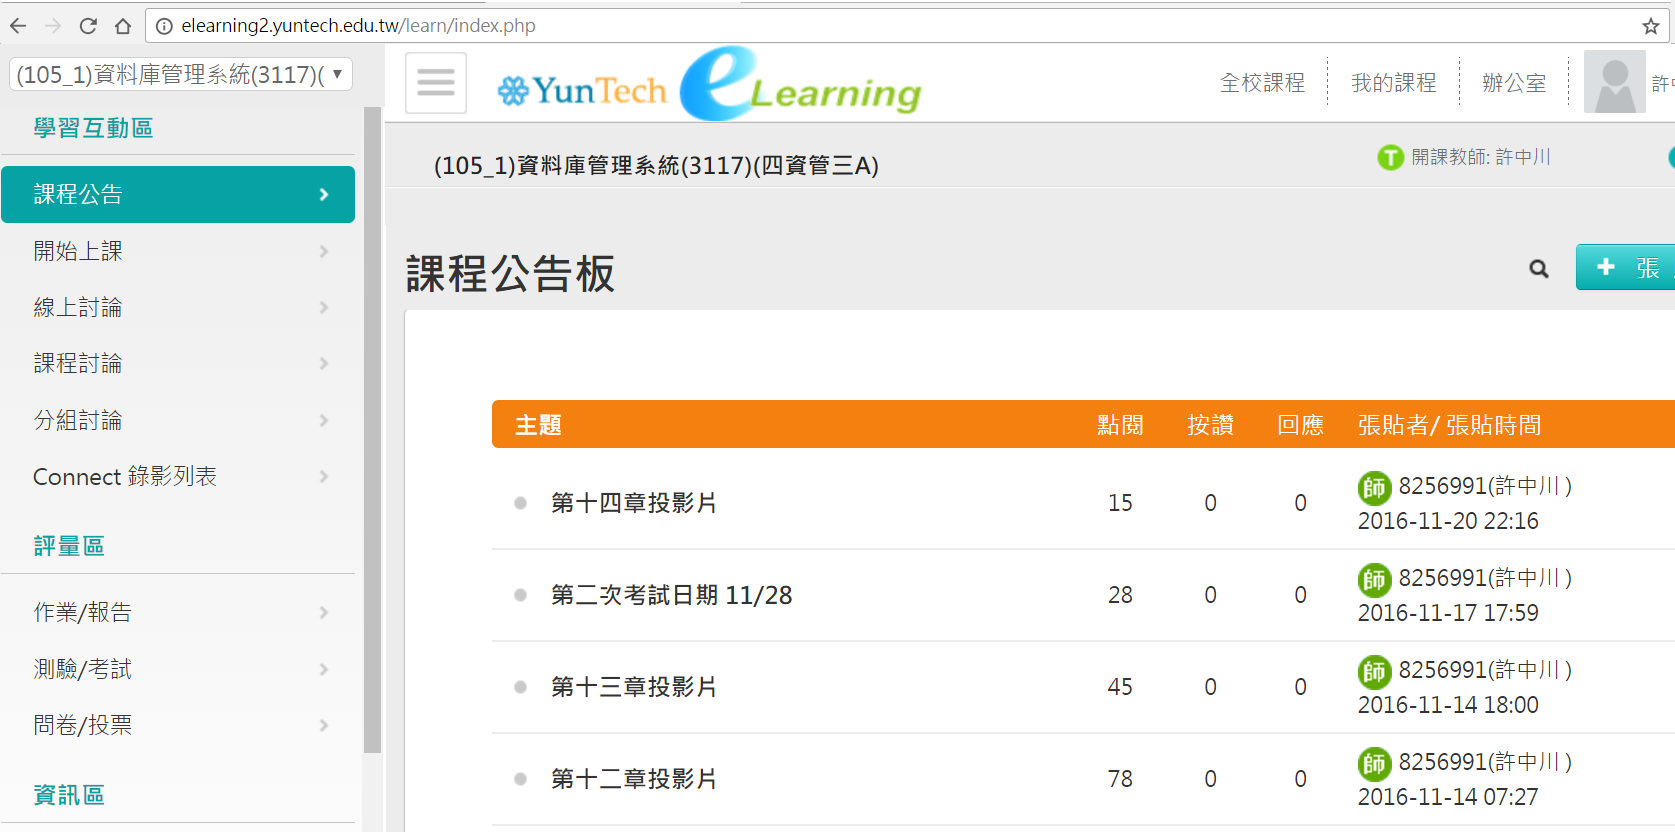 elearning2.yuntech.edu.tw/learn/index.php
(105_1)資料庫管理系統(3117)(
學習互動區
課程公告
開始上課
線上討論
課程討論
分組討論
Connect 錄影列表
評量區
作業/報告
測驗/考試
問卷/投票
資訊區
YunTech eLearning
全校課程
我的課程
辦公室
許中
(105_1)資料庫管理系統(3117)(四資管三A)
T 開課教師: 許中川
課程公告板
+ 張
主題 點閱 按讚 回應 張貼者/ 張貼時間
第十四章投影片 15 0 0 師 8256991(許中川 )
2016-11-20 22:16
第二次考試日期 11/28 28 0 0 師 8256991(許中川 )
2016-11-17 17:59
第十三章投影片 45 0 0 師 8256991(許中川 )
2016-11-14 18:00
第十二章投影片 78 0 0 師 8256991(許中川 )
2016-11-14 07:27